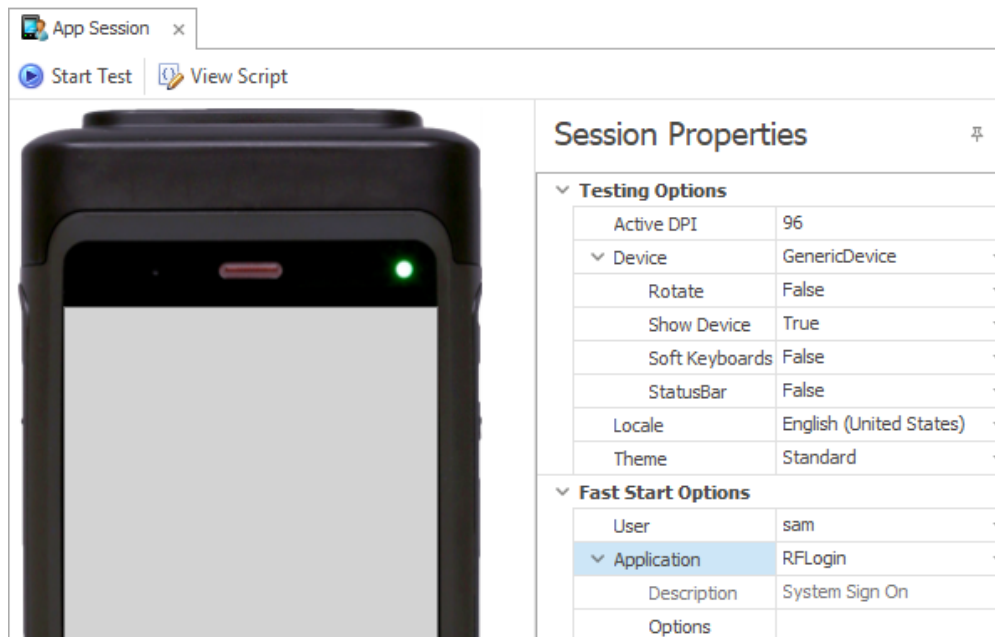 App Session
Start Test View Script
Session Properties
Testing Options
Active DPI 96
Device GenericDevice
Rotate False
Show Device True
Soft Keyboards False
StatusBar False
Locale English (United States)
Theme Standard
Fast Start Options
User sam
Application RFLogin
Description System Sign On
Options